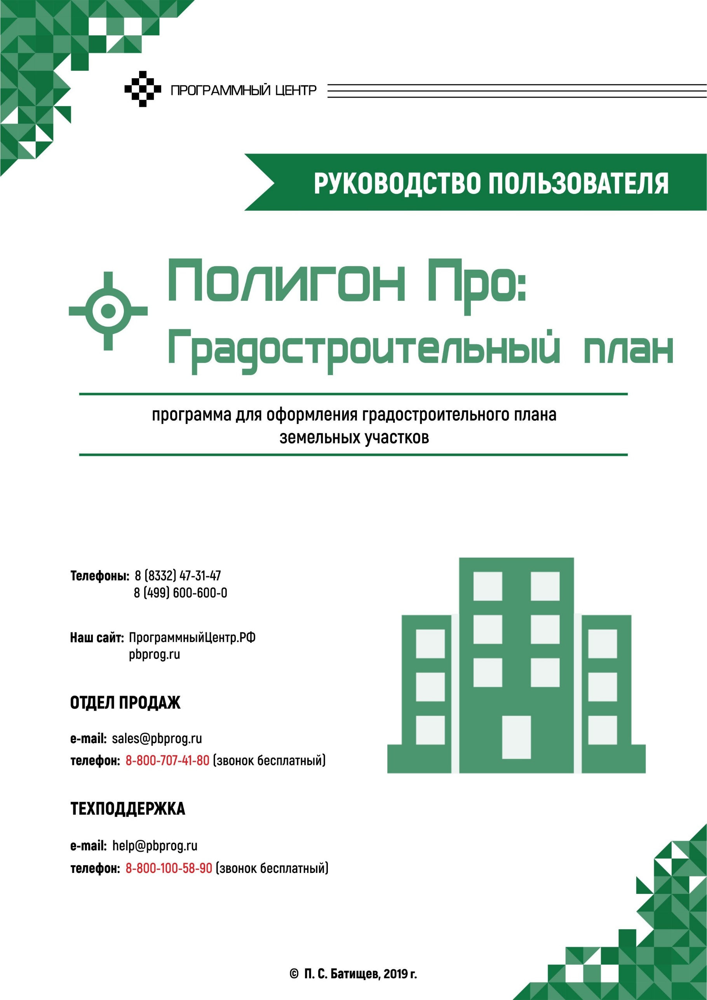 ПРОГРАММНЫЙ ЦЕНТР
РУКОВОДСТВО ПОЛЬЗОВАТЕЛЯ
Полигон Про:
Градостроительный план
программа для оформления градостроительного плана
земельных участков
Телефоны: 8 (8332) 47-31-47
8 (499) 600-600-0
Наш сайт: ПрограммныйЦентр.РФ
pbprog.ru
ОТДЕЛ ПРОДАЖ
e-mail: sales@pbprog.ru
телефон: 8-800-707-41-80 (звонок бесплатный)
ТЕХПОДДЕРЖКА
e-mail: help@pbprog.ru
телефон: 8-800-100-58-90 (звонок бесплатный)
© П. С. Батищев, 2019 г.